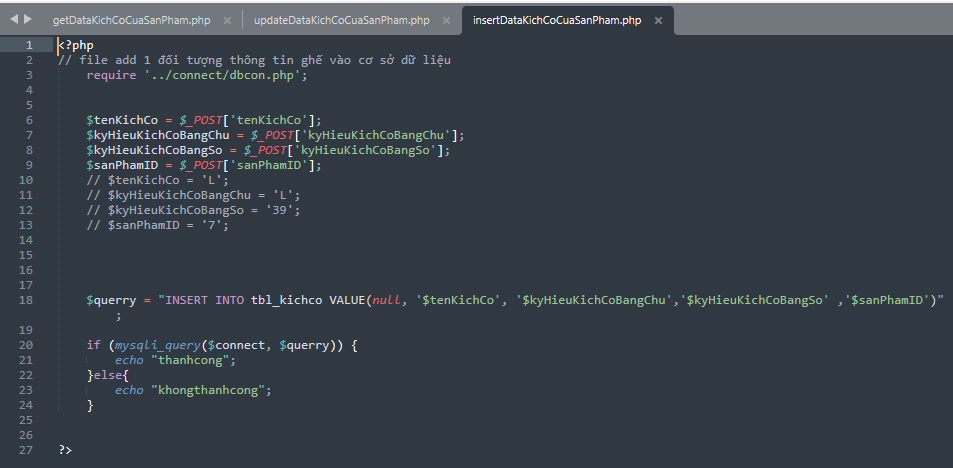 getDataKichCoCuaSanPham.php × updateDataKichCoCuaSanPham.php × insertDataKichCoCuaSanPham.php ×
1 <?php
2 // file add 1 đối tượng thông tin ghế vào cơ sở dữ liệu
3 require '../connect/dbcon.php';
4
5
6 $tenKichCo = $_POST['tenKichCo'];
7 $kyHieuKichCoBangChu = $_POST['kyHieuKichCoBangChu'];
8 $kyHieuKichCoBangSo = $_POST['kyHieuKichCoBangSo'];
9 $sanPhamID = $_POST['sanPhamID'];
10 // $tenKichCo = 'L';
11 // $kyHieuKichCoBangChu = 'L';
12 // $kyHieuKichCoBangSo = '39';
13 // $sanPhamID = '7';
14
15
16
17
18 $querry = "INSERT INTO tbl_kichco VALUE(null, '$tenKichCo', '$kyHieuKichCoBangChu','$kyHieuKichCoBangSo' ,'$sanPhamID')"
;
19
20 if (mysqli_query($connect, $querry)) {
21 echo "thanhcong";
22 }else{
23 echo "khongthanhcong";
24 }
25
26
27 ?>